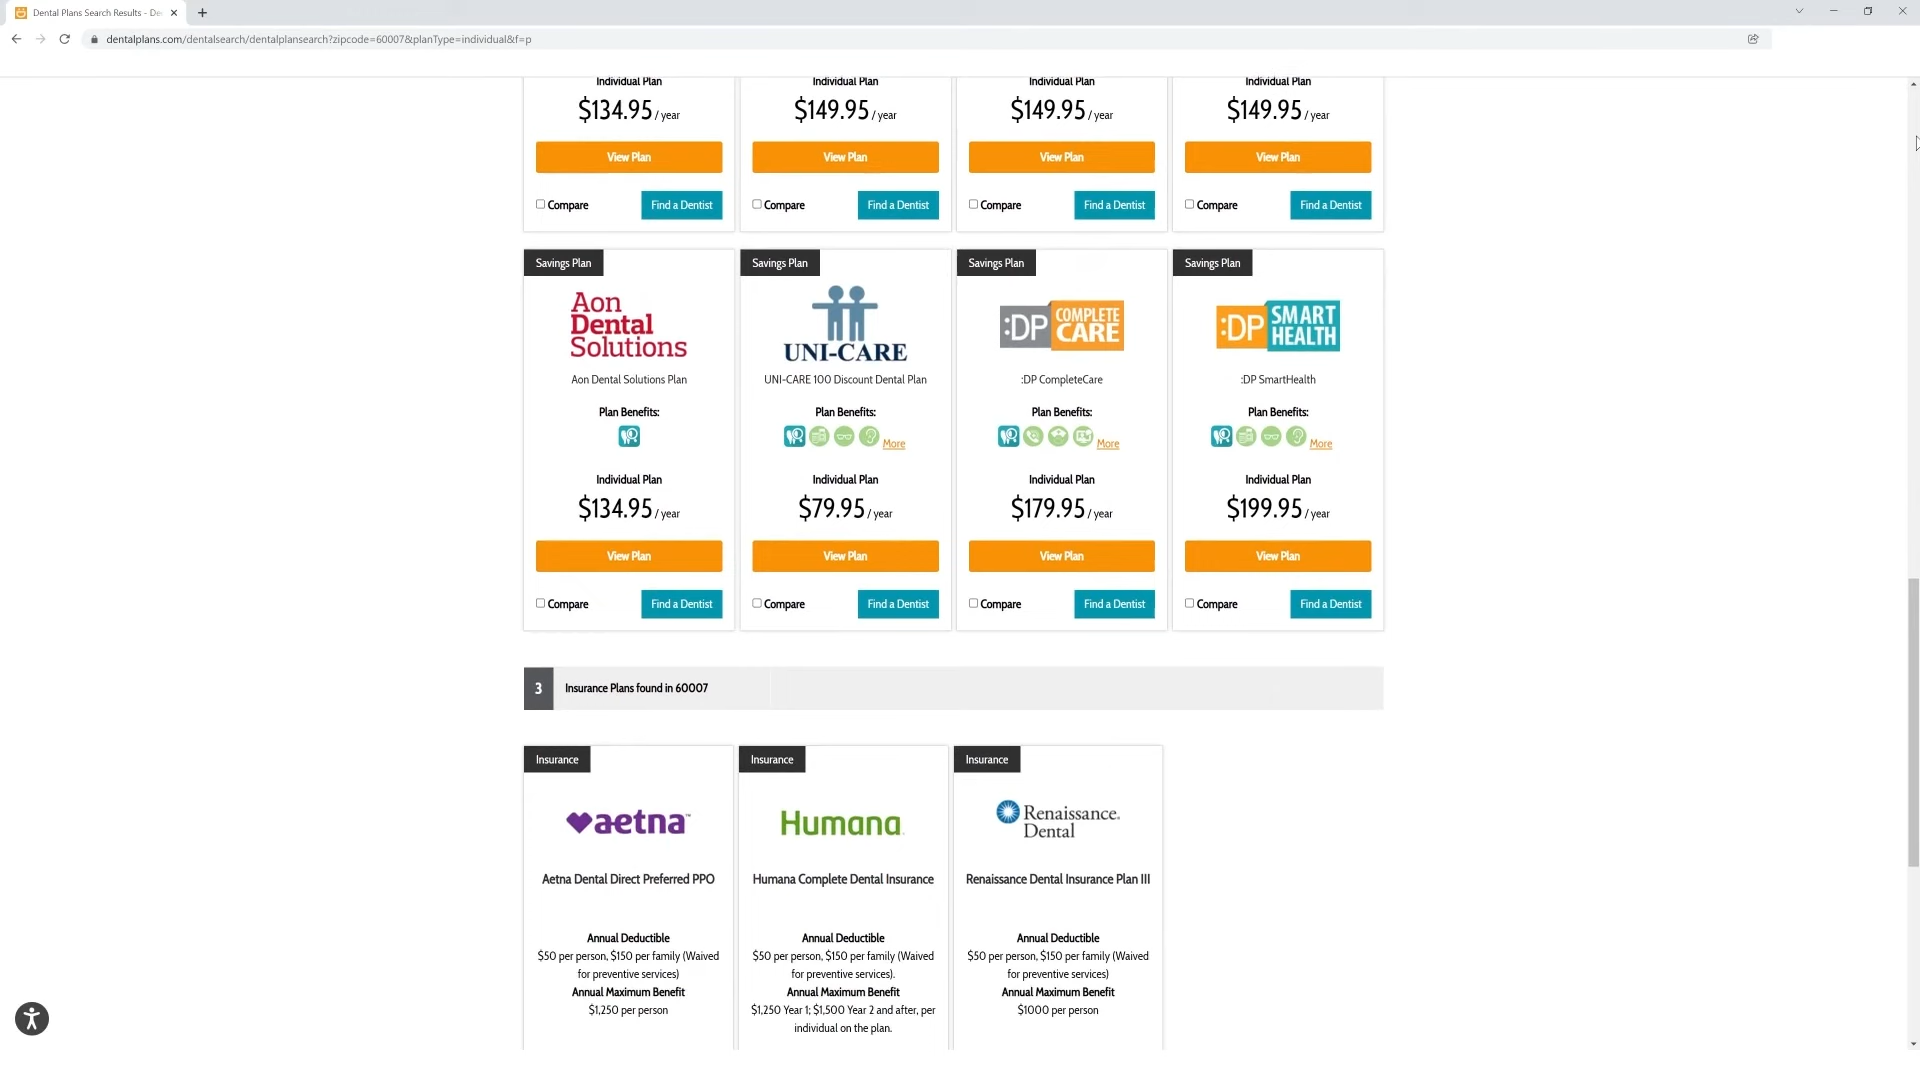 Dental Plans Search Results - De
dentalplans.com/dentalsearch/dentalplansearch?zipcode=60007&planType=individual&f=p
Individual Plan Individual Plan Individual Plan Individual Plan
$134.95 / year $149.95 / year $149.95 / year $149.95 / year
View Plan View Plan View Plan View Plan
Compare Find a Dentist Compare Find a Dentist Compare Find a Dentist Compare Find a Dentist
Savings Plan
Aon
Dental
Solutions
Aon Dental Solutions Plan
Plan Benefits:
Individual Plan
$134.95 / year
View Plan
Compare Find a Dentist
Savings Plan
UNI-CARE
UNI-CARE 100 Discount Dental Plan
Plan Benefits:
More
Individual Plan
$79.95 / year
View Plan
Compare Find a Dentist
Savings Plan
:DP COMPLETE
CARE
:DP CompleteCare
Plan Benefits:
More
Individual Plan
$179.95 / year
View Plan
Compare Find a Dentist
Savings Plan
:DP SMART
HEALTH
:DP SmartHealth
Plan Benefits:
More
Individual Plan
$199.95 / year
View Plan
Compare Find a Dentist
3 Insurance Plans found in 60007
Insurance
aetna™
Aetna Dental Direct Preferred PPO
Annual Deductible
$50 per person, $150 per family (Waived
for preventive services)
Annual Maximum Benefit
$1,250 per person
Insurance
Humana.
Humana Complete Dental Insurance
Annual Deductible
$50 per person, $150 per family (Waived
for preventive services).
Annual Maximum Benefit
$1,250 Year 1; $1,500 Year 2 and after, per
individual on the plan.
Insurance
Renaissance.
Dental
Renaissance Dental Insurance Plan III
Annual Deductible
$50 per person, $150 per family (Waived
for preventive services)
Annual Maximum Benefit
$1000 per person